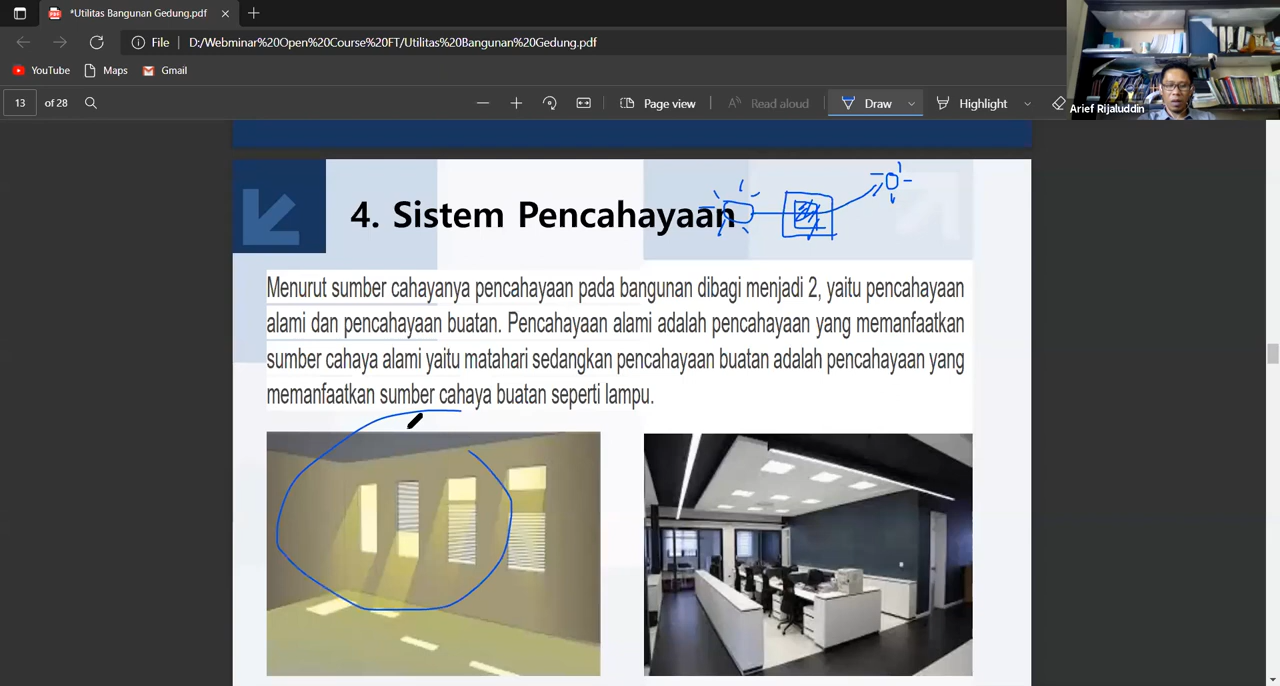 *Utilitas Bangunan Gedung.pdf
File D:/Webminar%20Open%20Course%20FT/Utilitas%20Bangunan%20Gedung.pdf
YouTube Maps Gmail
13 of 28 Page view Read aloud Draw Highlight
Arief Rijaluddin
4. Sistem Pencahayaan
Menurut sumber cahayanya pencahayaan pada bangunan dibagi menjadi 2, yaitu pencahayaan
alami dan pencahayaan buatan. Pencahayaan alami adalah pencahayaan yang memanfaatkan
sumber cahaya alami yaitu matahari sedangkan pencahayaan buatan adalah pencahayaan yang
memanfaatkan sumber cahaya buatan seperti lampu.